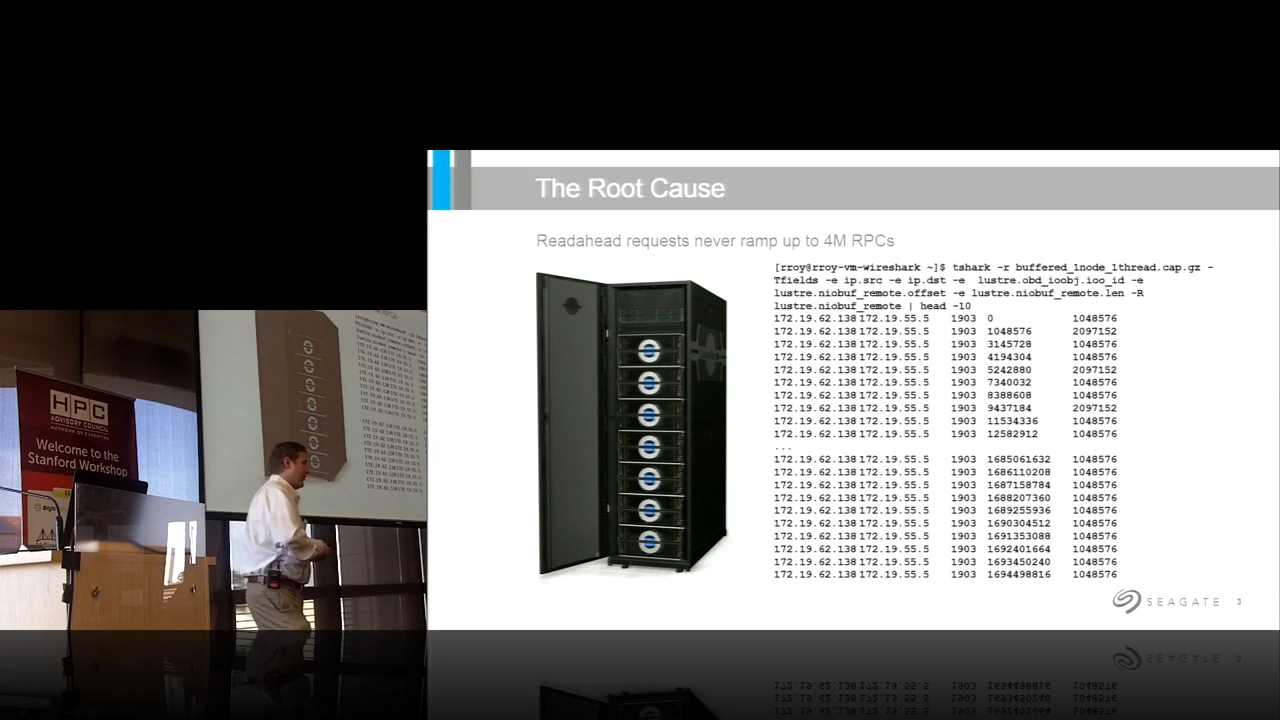 The Root Cause
Readahead requests never ramp up to 4M RPCs
[rroy@rroy-vm-wireshark ~]$ tshark -r buffered_1node_1thread.cap.gz -
Tfields -e ip.src -e ip.dst -e lustre.obd_ioobj.ioo_id -e
lustre.niobuf_remote.offset -e lustre.niobuf_remote.len -R
lustre.niobuf_remote | head -10
172.19.62.138 172.19.55.5 1903 0 1048576
172.19.62.138 172.19.55.5 1903 1048576 2097152
172.19.62.138 172.19.55.5 1903 3145728 1048576
172.19.62.138 172.19.55.5 1903 4194304 1048576
172.19.62.138 172.19.55.5 1903 5242880 2097152
172.19.62.138 172.19.55.5 1903 7340032 1048576
172.19.62.138 172.19.55.5 1903 8388608 1048576
172.19.62.138 172.19.55.5 1903 9437184 2097152
172.19.62.138 172.19.55.5 1903 11534336 1048576
172.19.62.138 172.19.55.5 1903 12582912 1048576
...
172.19.62.138 172.19.55.5 1903 1685061632 1048576
172.19.62.138 172.19.55.5 1903 1686110208 1048576
172.19.62.138 172.19.55.5 1903 1687158784 1048576
172.19.62.138 172.19.55.5 1903 1688207360 1048576
172.19.62.138 172.19.55.5 1903 1689255936 1048576
172.19.62.138 172.19.55.5 1903 1690304512 1048576
172.19.62.138 172.19.55.5 1903 1691353088 1048576
172.19.62.138 172.19.55.5 1903 1692401664 1048576
172.19.62.138 172.19.55.5 1903 1693450240 1048576
172.19.62.138 172.19.55.5 1903 1694498816 1048576
SEAGATE 3
HPC
ADVISORY COUNCIL
NETWORK OF EXPERTISE
Welcome to the
Stanford Workshop